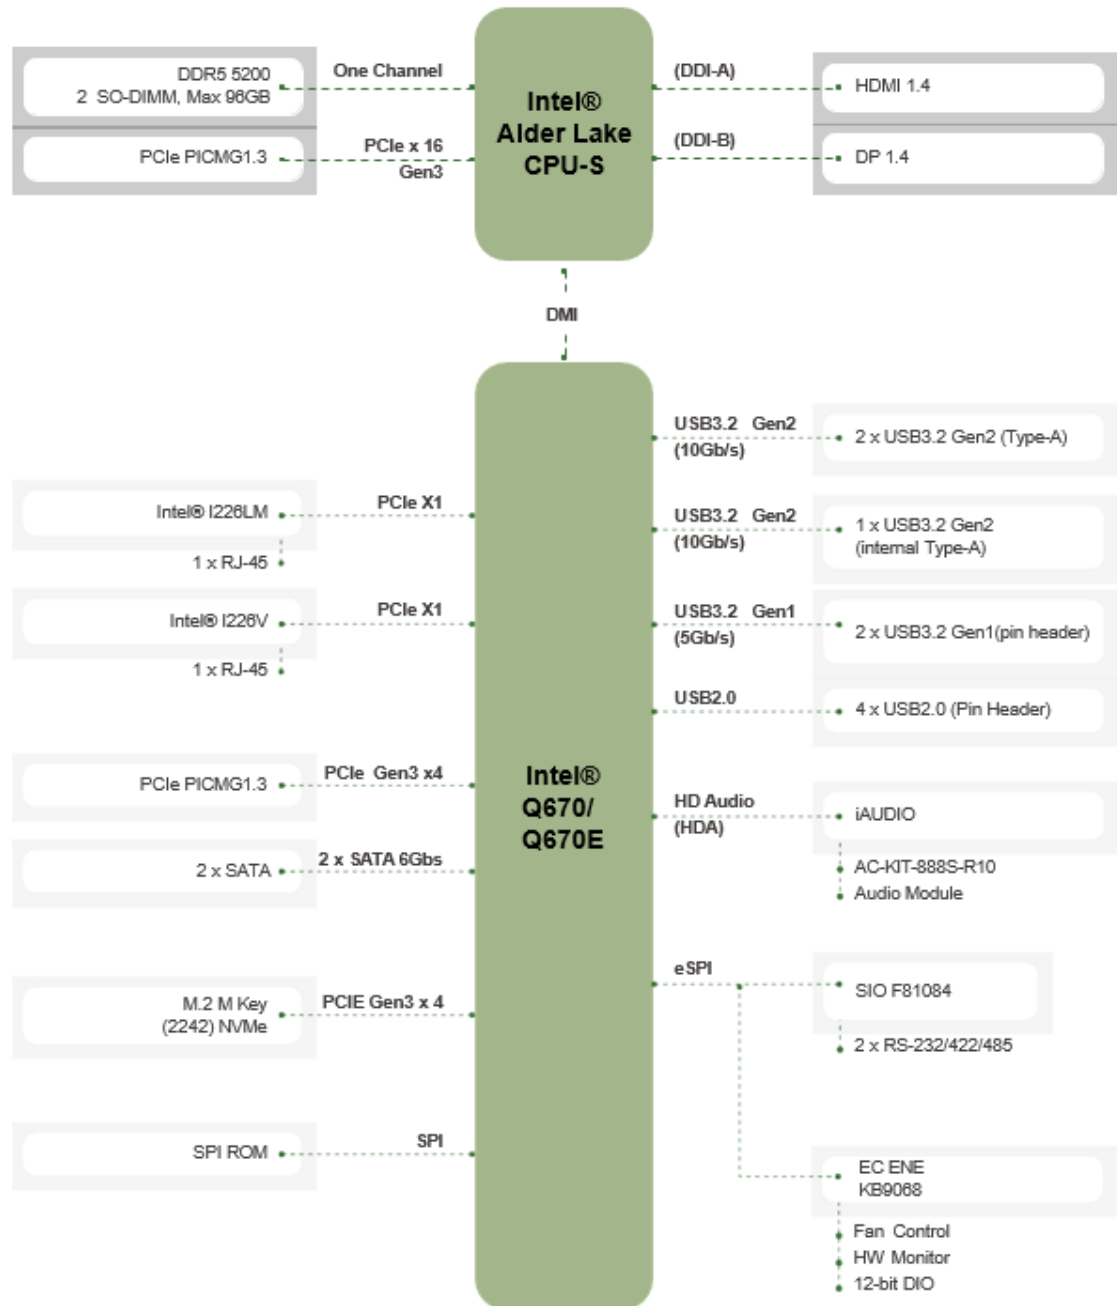 DDR5 5200
2 SO-DIMM, Max 96GB
One Channel
PCIe PICMG1.3
PCIe x 16
Gen3
Intel®
Alder Lake
CPU-S
(DDI-A)
HDMI 1.4
(DDI-B)
DP 1.4
DMI
Intel® I226LM
PCIe X1
1 x RJ-45
Intel® I226V
PCIe X1
1 x RJ-45
PCIe PICMG1.3
PCIe Gen3 x4
2 x SATA
2 x SATA 6Gbs
M.2 M Key
(2242) NVMe
PCIE Gen3 x 4
SPI ROM
SPI
Intel®
Q670/
Q670E
USB3.2 Gen2
(10Gb/s)
2 x USB3.2 Gen2 (Type-A)
USB3.2 Gen2
(10Gb/s)
1 x USB3.2 Gen2
(internal Type-A)
USB3.2 Gen1
(5Gb/s)
2 x USB3.2 Gen1(pin header)
USB2.0
4 x USB2.0 (Pin Header)
HD Audio
(HDA)
iAUDIO
AC-KIT-888S-R10
Audio Module
eSPI
SIO F81084
2 x RS-232/422/485
EC ENE
KB9068
Fan Control
HW Monitor
12-bit DIO